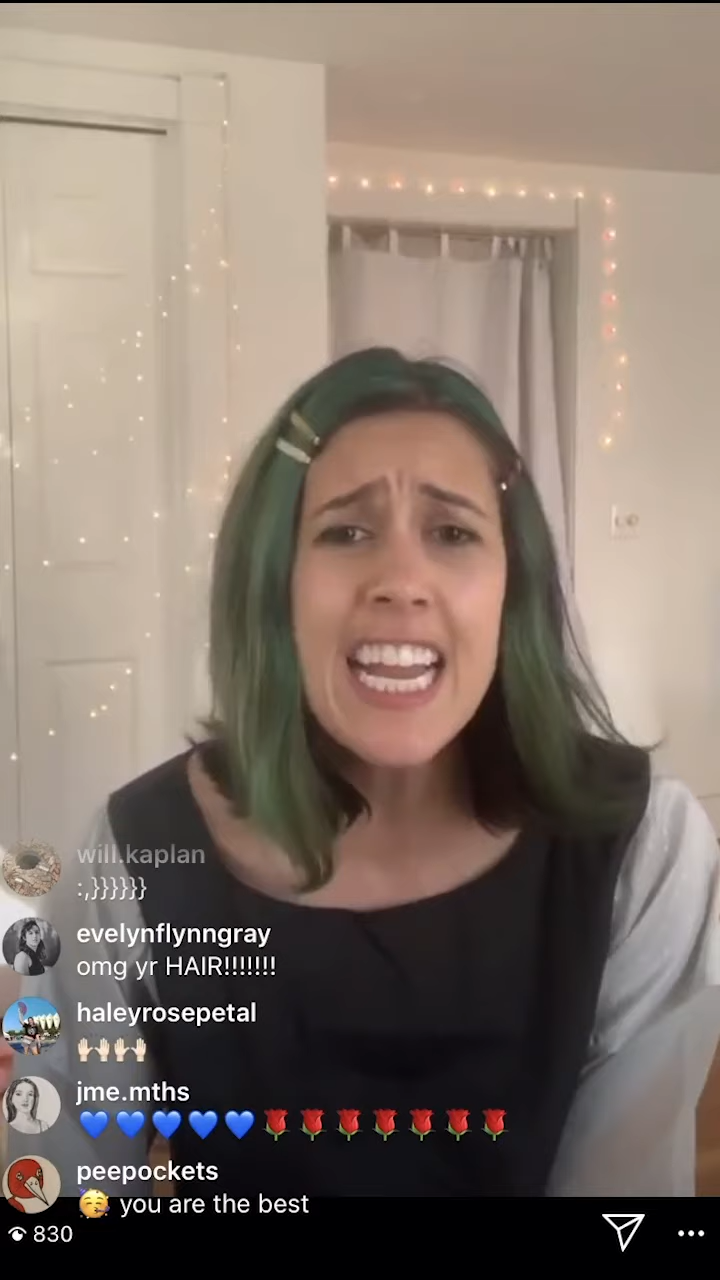 will.kaplan
:,}}}}}}
evelynflynngray
omg yr HAIR!!!!!!!
haleyrosepetal
🙌🏻🙌🏻
jme.mths
💙💙💙💙💙🌹🌹🌹🌹🌹🌹🌹
peepockets
🥳 you are the best
830